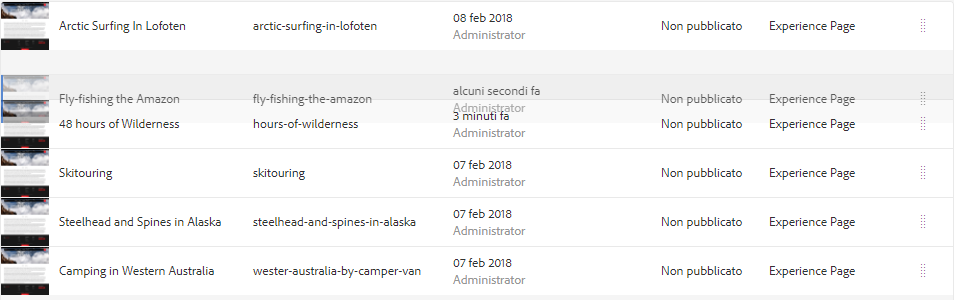 08 feb 2018
Arctic Surfing In Lofoten arctic-surfing-in-lofoten Non pubblicato Experience Page
Administrator
alcuni secondi fa
Fly-fishing the Amazon fly-fishing-the-amazon Non pubblicato Experience Page
Administrator
3 minuti fa
48 hours of Wilderness hours-of-wilderness Non pubblicato Experience Page
Administrator
07 feb 2018
Skitouring skitouring Non pubblicato Experience Page
Administrator
07 feb 2018
Steelhead and Spines in Alaska steelhead-and-spines-in-alaska Non pubblicato Experience Page
Administrator
07 feb 2018
Camping in Western Australia wester-australia-by-camper-van Non pubblicato Experience Page
Administrator